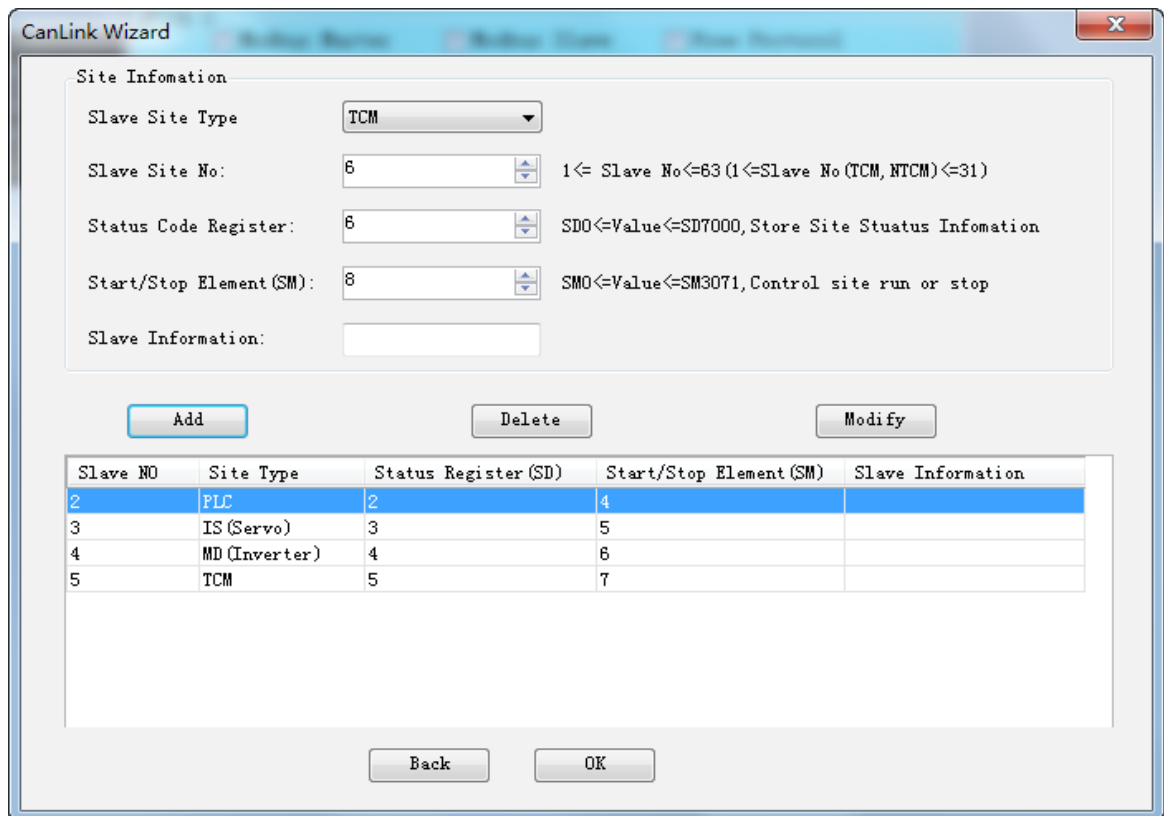 CanLink Wizard
Site Infomation
Slave Site Type TCM
Slave Site No: 6 1<= Slave No<=63(1<=Slave No(TCM,NTCM)<=31)
Status Code Register: 6 SD0<=Value<=SD7000,Store Site Stuatus Infomation
Start/Stop Element(SM): 8 SM0<=Value<=SM3071,Control site run or stop
Slave Information:
Add Delete Modify
Slave NO Site Type Status Register(SD) Start/Stop Element(SM) Slave Information
2 PLC 2 4
3 IS(Servo) 3 5
4 MD(Inverter) 4 6
5 TCM 5 7
Back OK